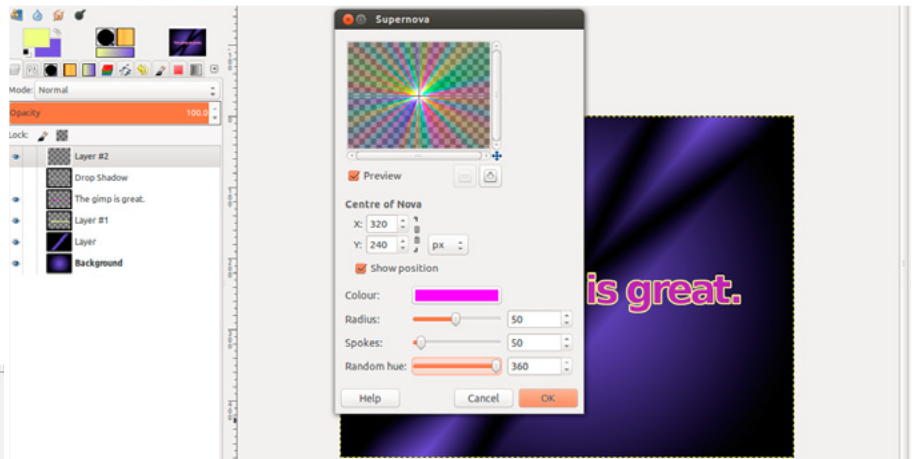 Supernova
Mode: Normal
Opacity 100.0
Lock:
Layer #2
Drop Shadow
The gimp is great.
Layer #1
Layer
Background
Preview
Centre of Nova
X: 320
Y: 240 px
Show position
Colour:
Radius: 50
Spokes: 50
Random hue: 360
Help Cancel OK
is great.